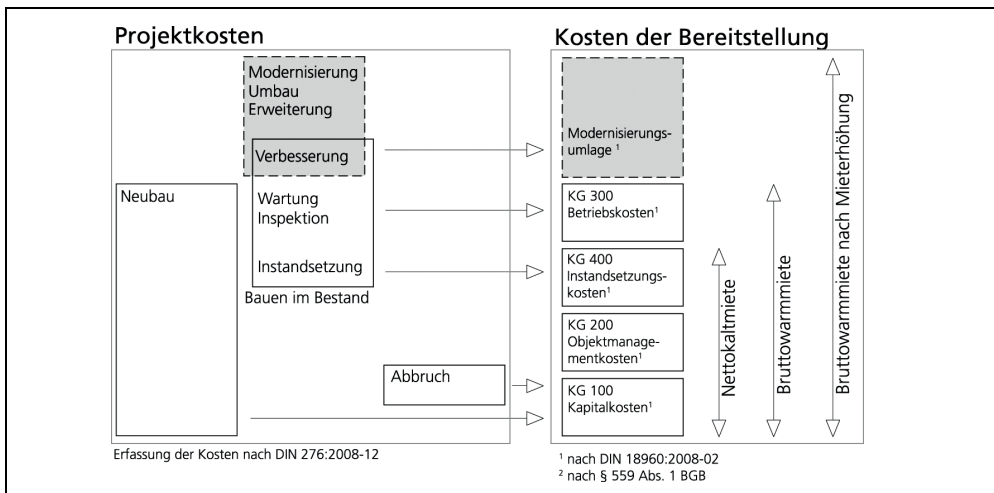 Projektkosten
Modernisierung
Umbau
Erweiterung
Verbesserung
Neubau
Wartung
Inspektion
Instandsetzung
Bauen im Bestand
Abbruch
Erfassung der Kosten nach DIN 276:2008-12
Kosten der Bereitstellung
Modernisierungs-
umlage ¹
KG 300
Betriebskosten¹
KG 400
Instandsetzungs-
kosten¹
KG 200
Objektmanage-
mentkosten¹
KG 100
Kapitalkosten¹
Nettokaltmiete
Bruttowarmmiete
Bruttowarmmiete nach Mieterhöhung
¹ nach DIN 18960:2008-02
² nach § 559 Abs. 1 BGB